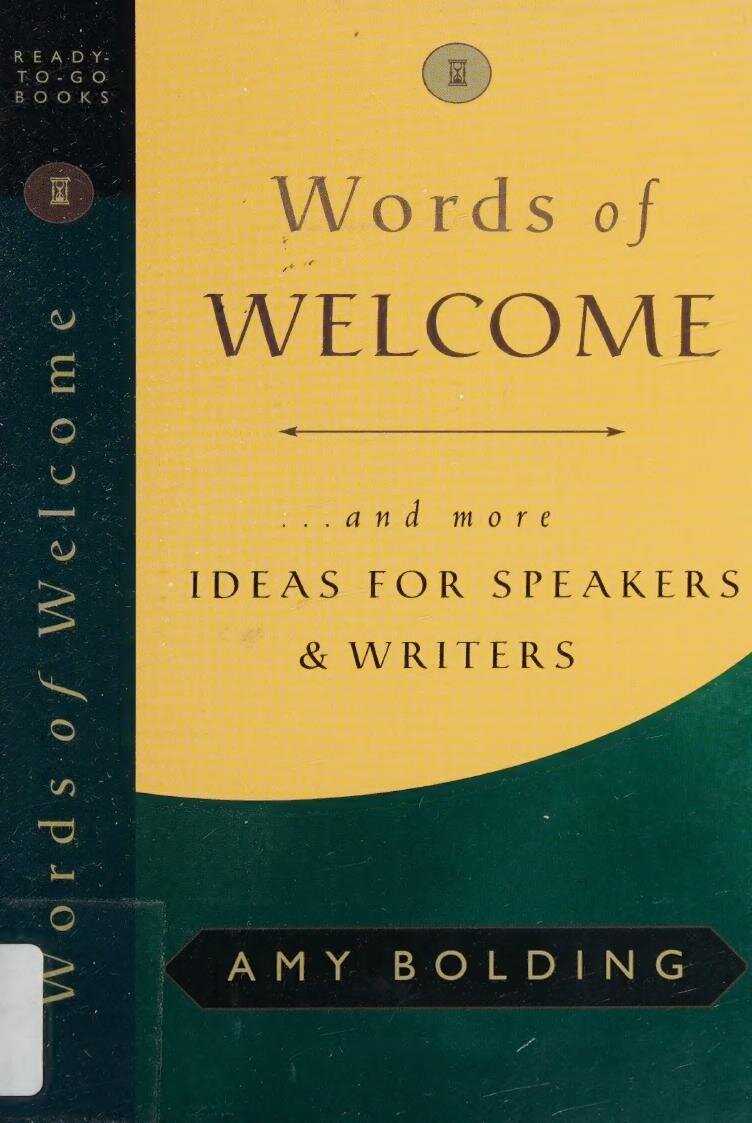 READY-
TO-GO
BOOKS
Words of Welcome
Words of
WELCOME
...and more
IDEAS FOR SPEAKERS
& WRITERS
AMY BOLDING